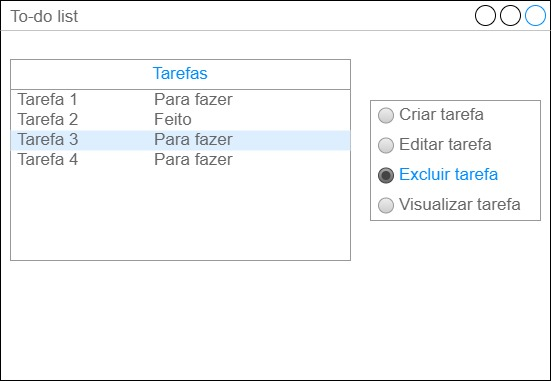 To-do list
Tarefas
Tarefa 1 Para fazer
Tarefa 2 Feito
Tarefa 3 Para fazer
Tarefa 4 Para fazer
Criar tarefa
Editar tarefa
Excluir tarefa
Visualizar tarefa